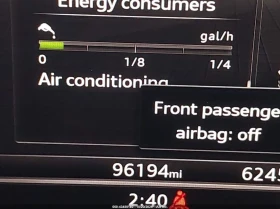 Energy consumers
gal/h
0 1/8 1/4
Air conditioning
Front passenge
airbag: off
96194mi
6245
2:40